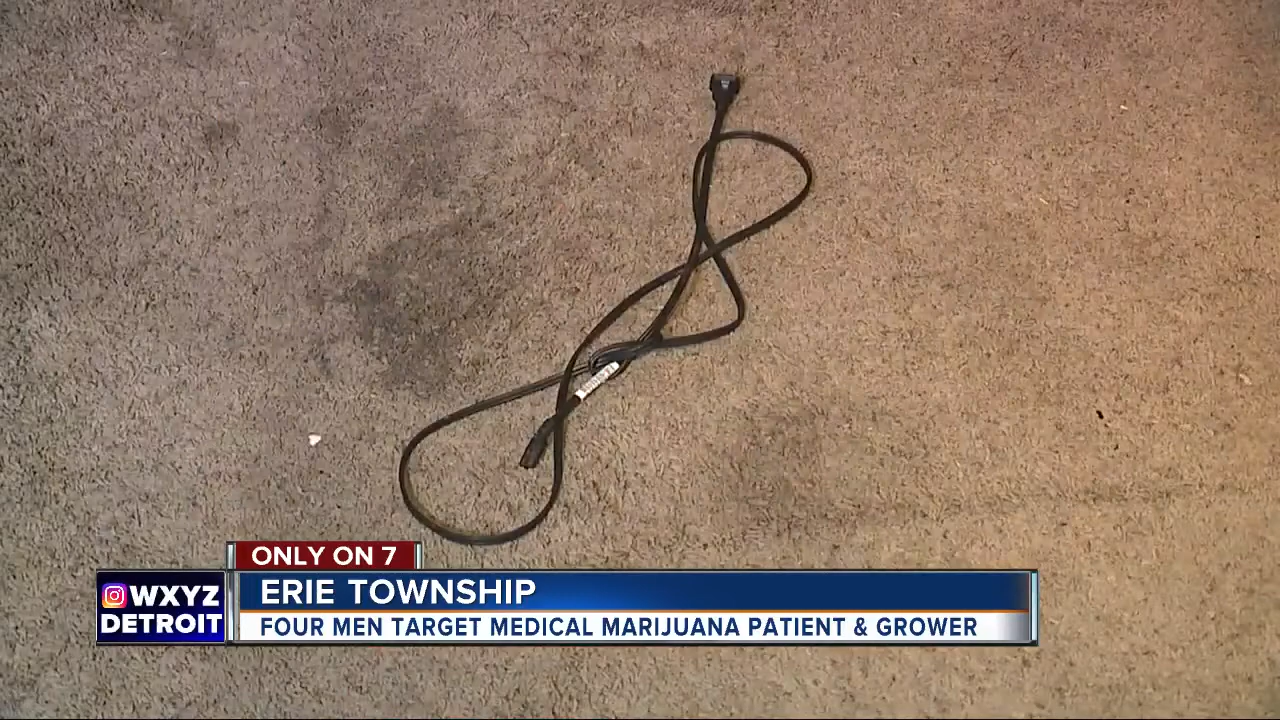 ONLY ON 7
WXYZ
DETROIT
ERIE TOWNSHIP
FOUR MEN TARGET MEDICAL MARIJUANA PATIENT & GROWER